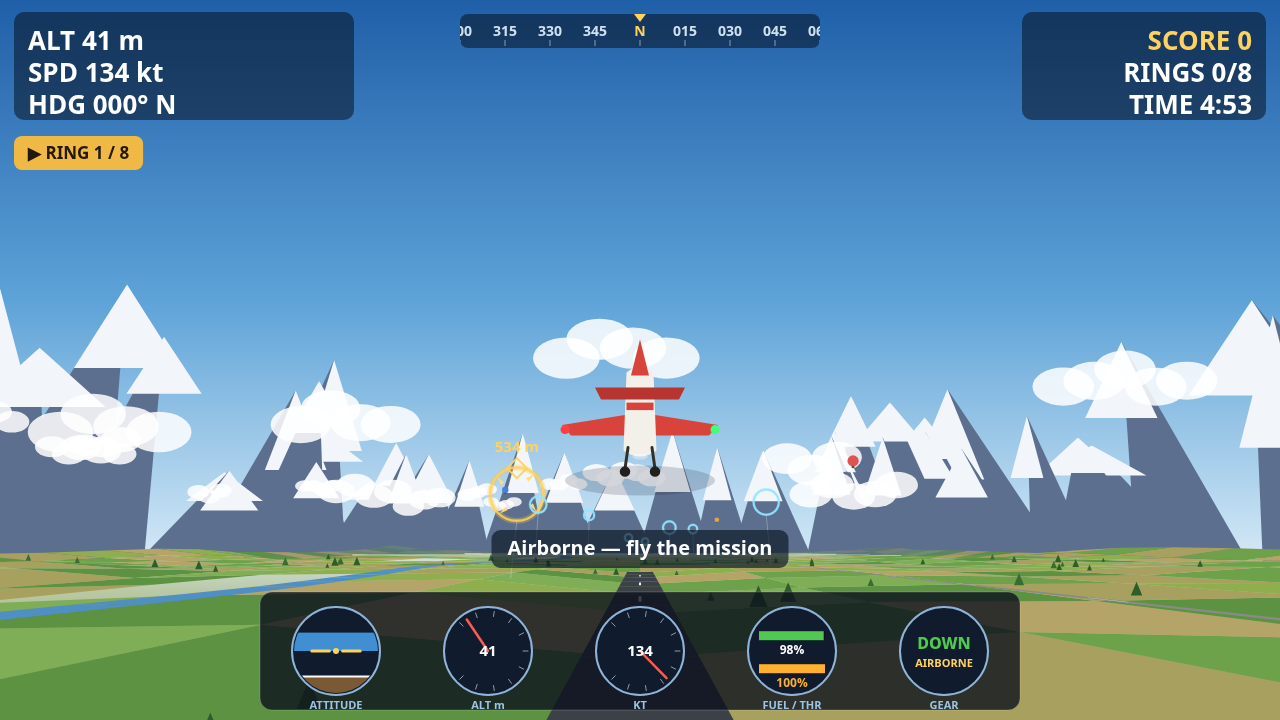 ALT 41 m
SPD 134 kt
HDG 000° N
315 330 345 N 015 030 045
SCORE 0
RINGS 0/8
TIME 4:53
▶ RING 1 / 8
534 m
Airborne — fly the mission
41
134
98%
100%
DOWN
AIRBORNE
ATTITUDE
ALT m
KT
FUEL / THR
GEAR